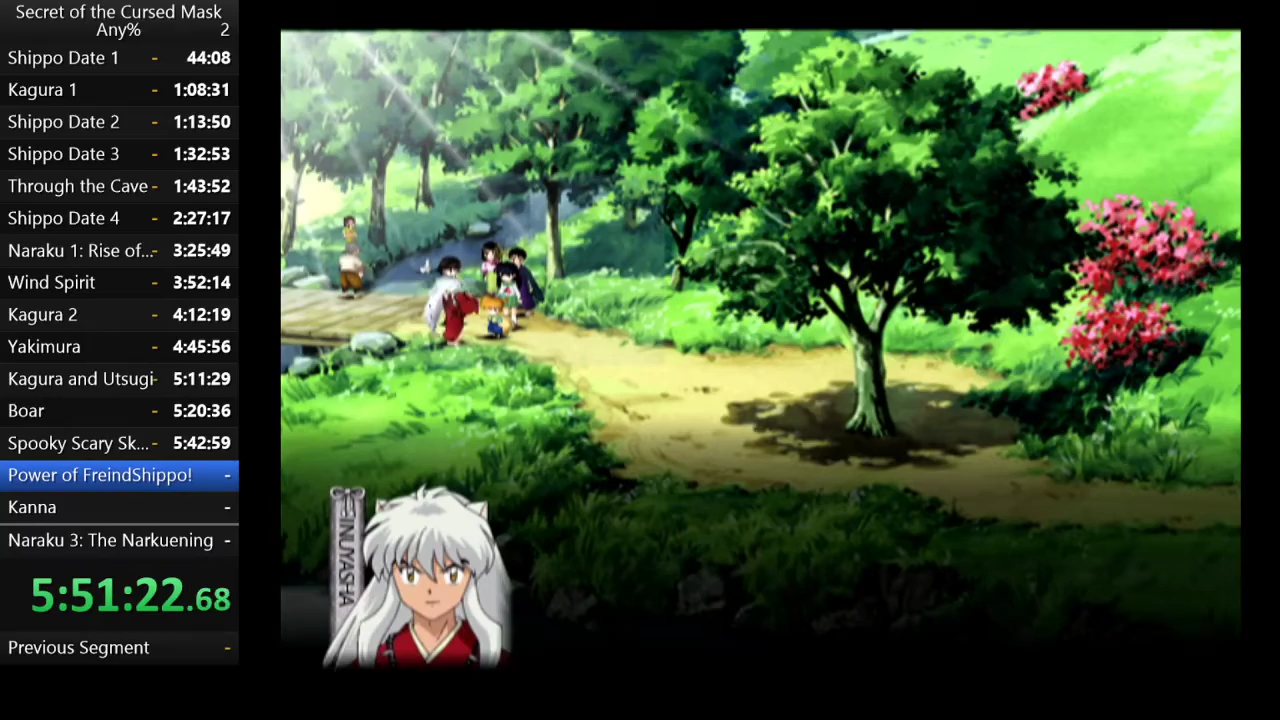 Secret of the Cursed Mask
Any% 2
Shippo Date 1 - 44:08
Kagura 1 - 1:08:31
Shippo Date 2 - 1:13:50
Shippo Date 3 - 1:32:53
Through the Cave - 1:43:52
Shippo Date 4 - 2:27:17
Naraku 1: Rise of... - 3:25:49
Wind Spirit - 3:52:14
Kagura 2 - 4:12:19
Yakimura - 4:45:56
Kagura and Utsugi - 5:11:29
Boar - 5:20:36
Spooky Scary Sk... - 5:42:59
Power of FreindShippo! -
Kanna -
Naraku 3: The Narkuening -
5:51:22.68
Previous Segment -
INUYASHA